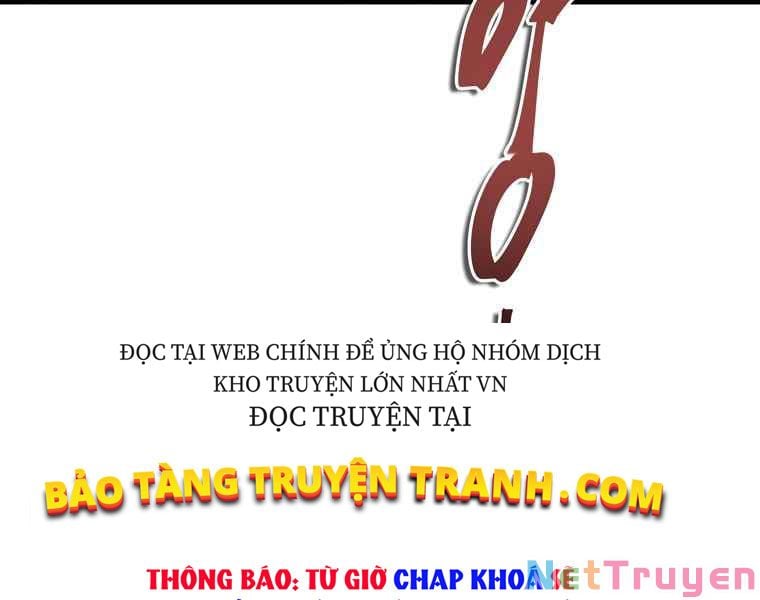 ĐỌC TẠI WEB CHÍNH ĐỂ ỦNG HỘ NHÓM DỊCH
KHO TRUYỆN LỚN NHẤT VN
ĐỌC TRUYỆN TẠI
BẢO TÀNG TRUYỆN TRANH.COM
THÔNG BÁO: TỪ GIỜ CHAP KHOÁ SẼ
NetTruyen